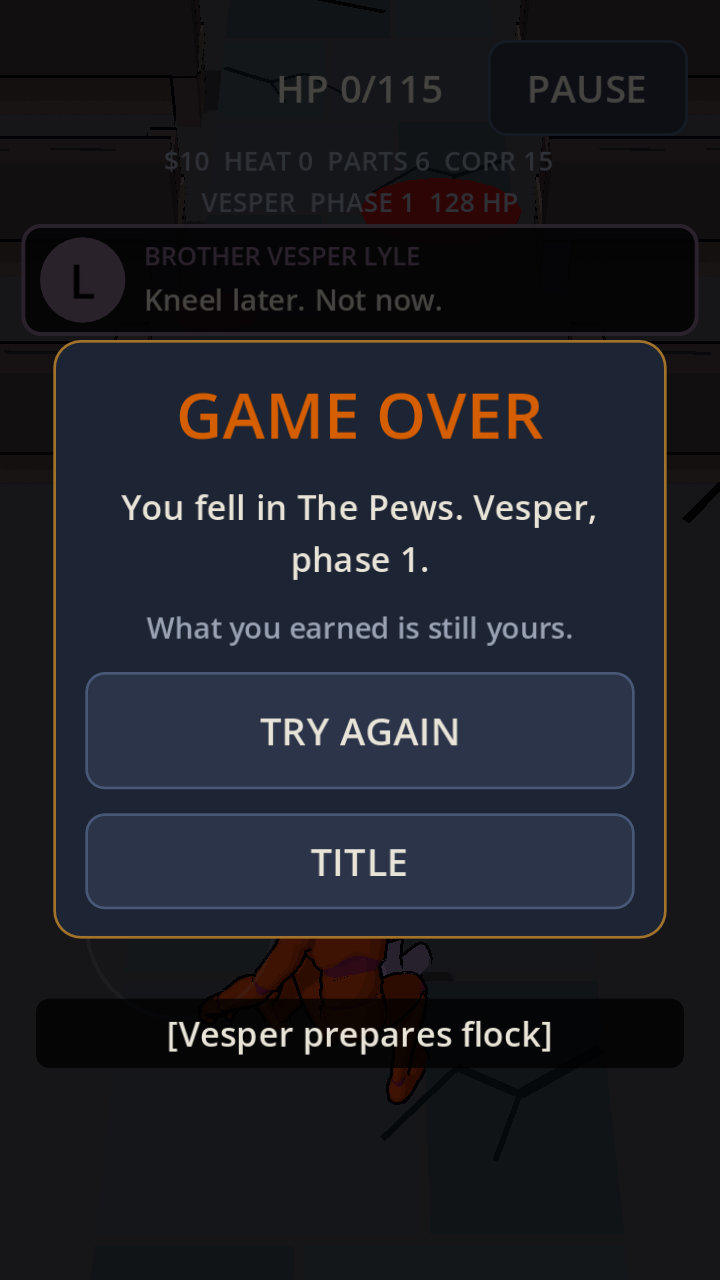 HP 0/115
PAUSE
$10 HEAT 0 PARTS 6 CORR 15
VESPER PHASE 1 128 HP
L
BROTHER VESPER LYLE
Kneel later. Not now.
GAME OVER
You fell in The Pews. Vesper,
phase 1.
What you earned is still yours.
TRY AGAIN
TITLE
[Vesper prepares flock]